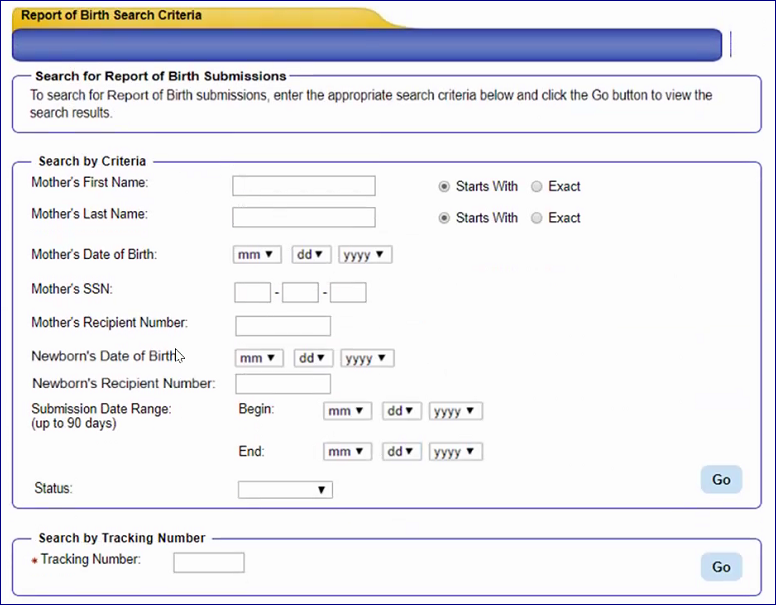 Report of Birth Search Criteria
Search for Report of Birth Submissions
To search for Report of Birth submissions, enter the appropriate search criteria below and click the Go button to view the
search results.
Search by Criteria
Mother's First Name: Starts With Exact
Mother's Last Name: Starts With Exact
Mother's Date of Birth: mm ▼ dd ▼ yyyy ▼
Mother's SSN: - -
Mother's Recipient Number:
Newborn's Date of Birth: mm ▼ dd ▼ yyyy ▼
Newborn's Recipient Number:
Submission Date Range: Begin: mm ▼ dd ▼ yyyy ▼
(up to 90 days)
End: mm ▼ dd ▼ yyyy ▼
Status: ▼
Go
Search by Tracking Number
* Tracking Number:
Go